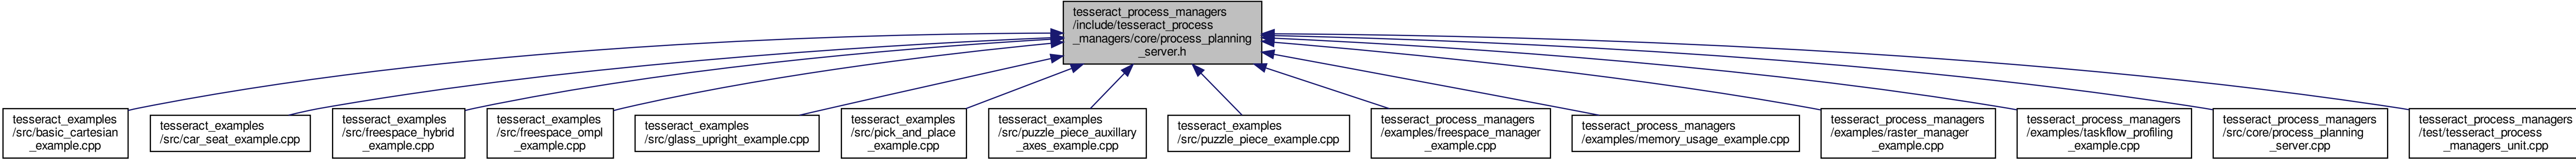 tesseract_process_managers
/include/tesseract_process
_managers/core/process_planning
_server.h
tesseract_examples
/src/basic_cartesian
_example.cpp
tesseract_examples
/src/car_seat_example.cpp
tesseract_examples
/src/freespace_hybrid
_example.cpp
tesseract_examples
/src/freespace_ompl
_example.cpp
tesseract_examples
/src/glass_upright_example.cpp
tesseract_examples
/src/pick_and_place
_example.cpp
tesseract_examples
/src/puzzle_piece_auxillary
_axes_example.cpp
tesseract_examples
/src/puzzle_piece_example.cpp
tesseract_process_managers
/examples/freespace_manager
_example.cpp
tesseract_process_managers
/examples/memory_usage_example.cpp
tesseract_process_managers
/examples/raster_manager
_example.cpp
tesseract_process_managers
/examples/taskflow_profiling
_example.cpp
tesseract_process_managers
/src/core/process_planning
_server.cpp
tesseract_process_managers
/test/tesseract_process
_managers_unit.cpp